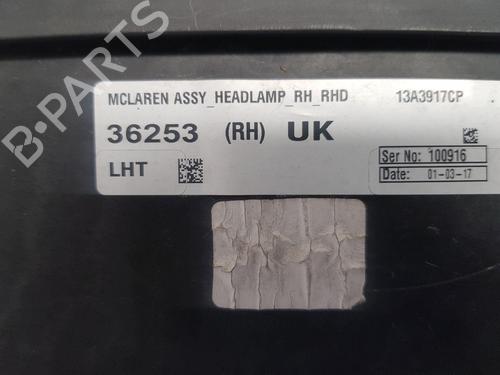 MCLAREN ASSY_HEADLAMP_RH_RHD 13A3917CP
36253 (RH) UK
LHT
Ser No: 100916
Date: 01-03-17
B-PARTS